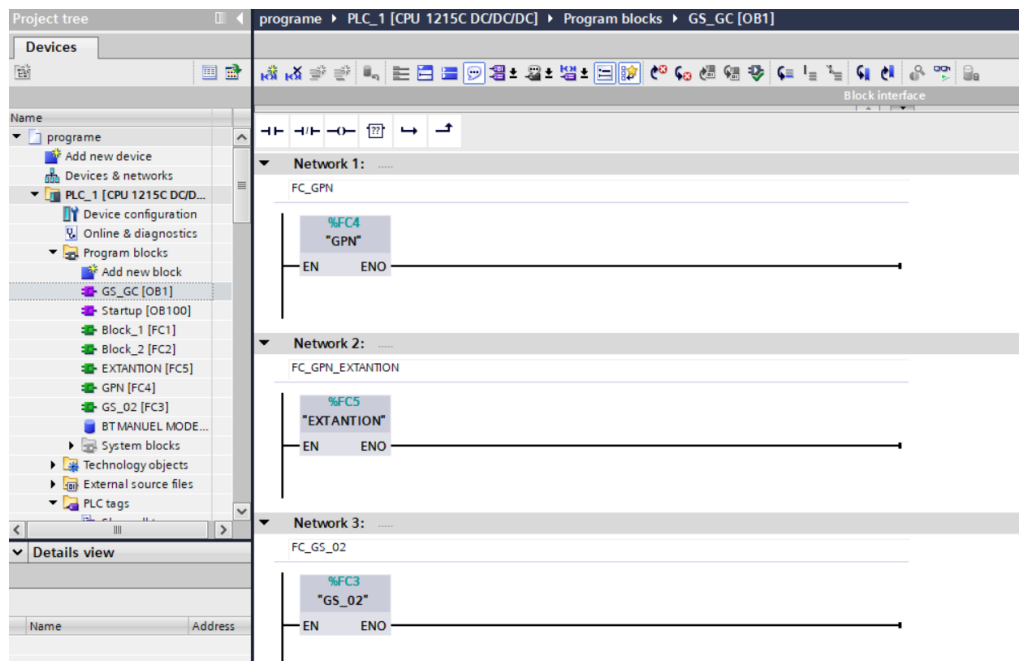 Project tree
programe ▸ PLC_1 [CPU 1215C DC/DC/DC] ▸ Program blocks ▸ GS_GC [OB1]
Devices
Block interface
Name
programe
Add new device
Devices & networks
PLC_1 [CPU 1215C DC/D...
Device configuration
Online & diagnostics
Program blocks
Add new block
GS_GC [OB1]
Startup [OB100]
Block_1 [FC1]
Block_2 [FC2]
EXTANTION [FC5]
GPN [FC4]
GS_02 [FC3]
BT MANUEL MODE...
System blocks
Technology objects
External source files
PLC tags
Details view
Name Address
??
Network 1: .....
FC_GPN
%FC4
"GPN"
EN ENO
Network 2: .....
FC_GPN_EXTANTION
%FC5
"EXTANTION"
EN ENO
Network 3: .....
FC_GS_02
%FC3
"GS_02"
EN ENO